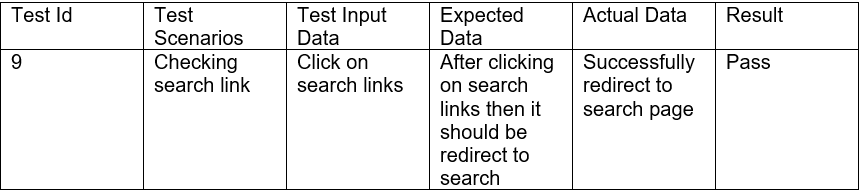 Test Id
Test
Scenarios
Test Input
Data
Expected
Data
Actual Data
Result
9
Checking
search link
Click on
search links
After clicking
on search
links then it
should be
redirect to
search
Successfully
redirect to
search page
Pass